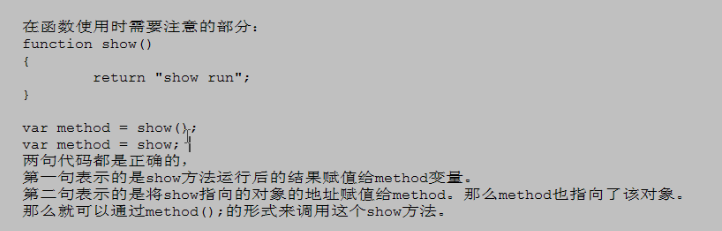 在函数使用时需要注意的部分:
function show()
{
return "show run";
}
var method = show();
var method = show;
两句代码都是正确的,
第一句表示的是show方法运行后的结果赋值给method变量。
第二句表示的是将show指向的对象的地址赋值给method。那么method也指向了该对象。
那么就可以通过method();的形式来调用这个show方法。